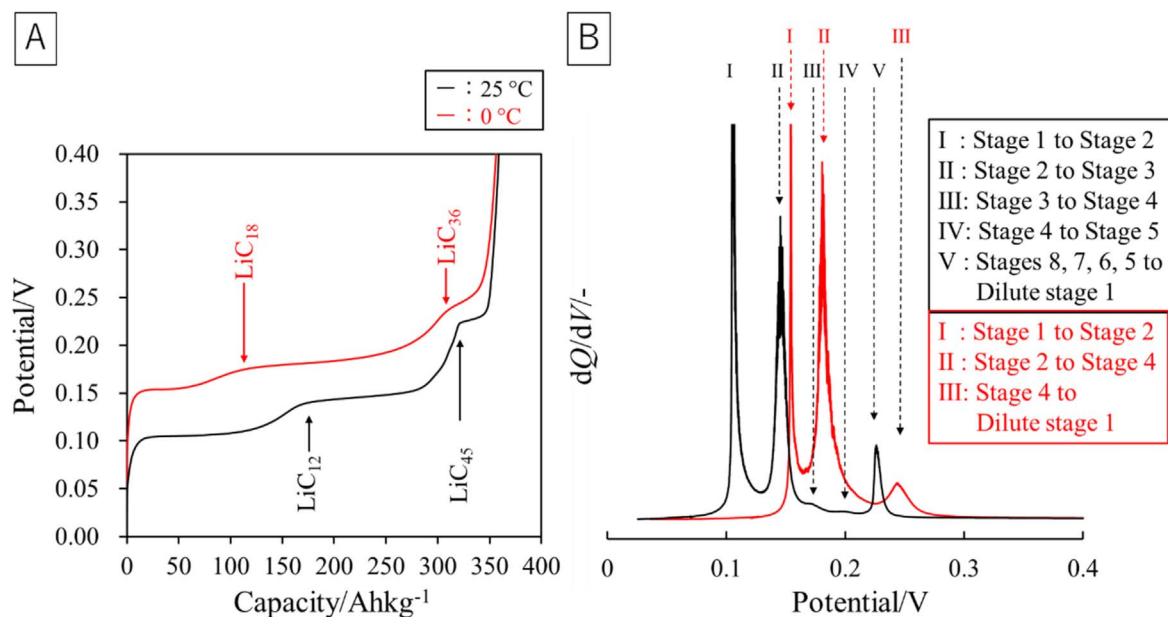 A
— : 25 °C
— : 0 °C
0.40
0.35
0.30
0.25
0.20
0.15
0.10
0.05
0.00
Potential/V
LiC18
LiC36
LiC12
LiC45
0 50 100 150 200 250 300 350 400
Capacity/Ahkg-1
B
I II III
I II III IV V
I : Stage 1 to Stage 2
II : Stage 2 to Stage 3
III: Stage 3 to Stage 4
IV: Stage 4 to Stage 5
V : Stages 8, 7, 6, 5 to
Dilute stage 1
I : Stage 1 to Stage 2
II : Stage 2 to Stage 4
III: Stage 4 to
Dilute stage 1
dQ/dV/-
0 0.1 0.2 0.3 0.4
Potential/V